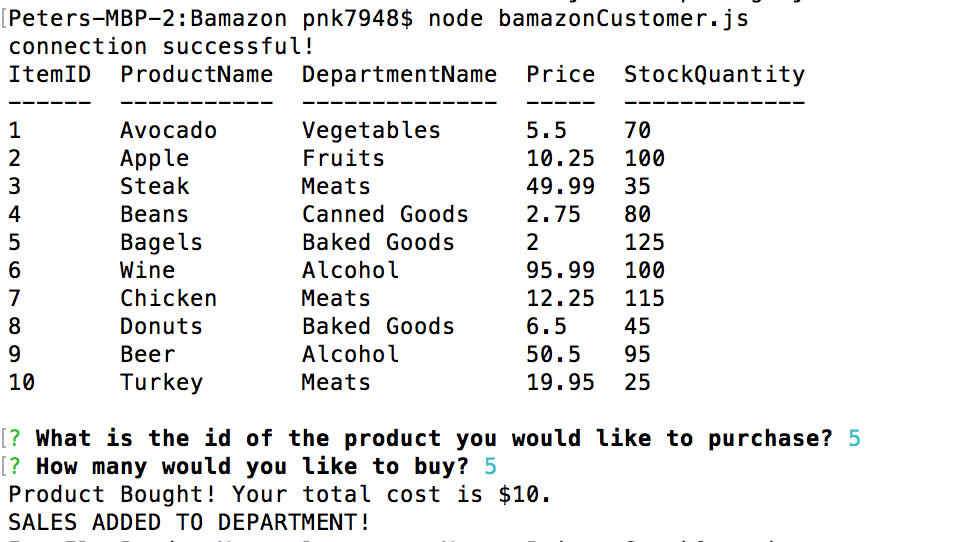 [Peters-MBP-2:Bamazon pnk7948$ node bamazonCustomer.js
connection successful!
ItemID  ProductName  DepartmentName  Price  StockQuantity
------  -----------  --------------  -----  -------------
1       Avocado      Vegetables      5.5    70
2       Apple        Fruits          10.25  100
3       Steak        Meats           49.99  35
4       Beans        Canned Goods    2.75   80
5       Bagels       Baked Goods     2      125
6       Wine         Alcohol         95.99  100
7       Chicken      Meats           12.25  115
8       Donuts       Baked Goods     6.5    45
9       Beer         Alcohol         50.5   95
10      Turkey       Meats           19.95  25
[? What is the id of the product you would like to purchase? 5
[? How many would you like to buy? 5
Product Bought! Your total cost is $10.
SALES ADDED TO DEPARTMENT!